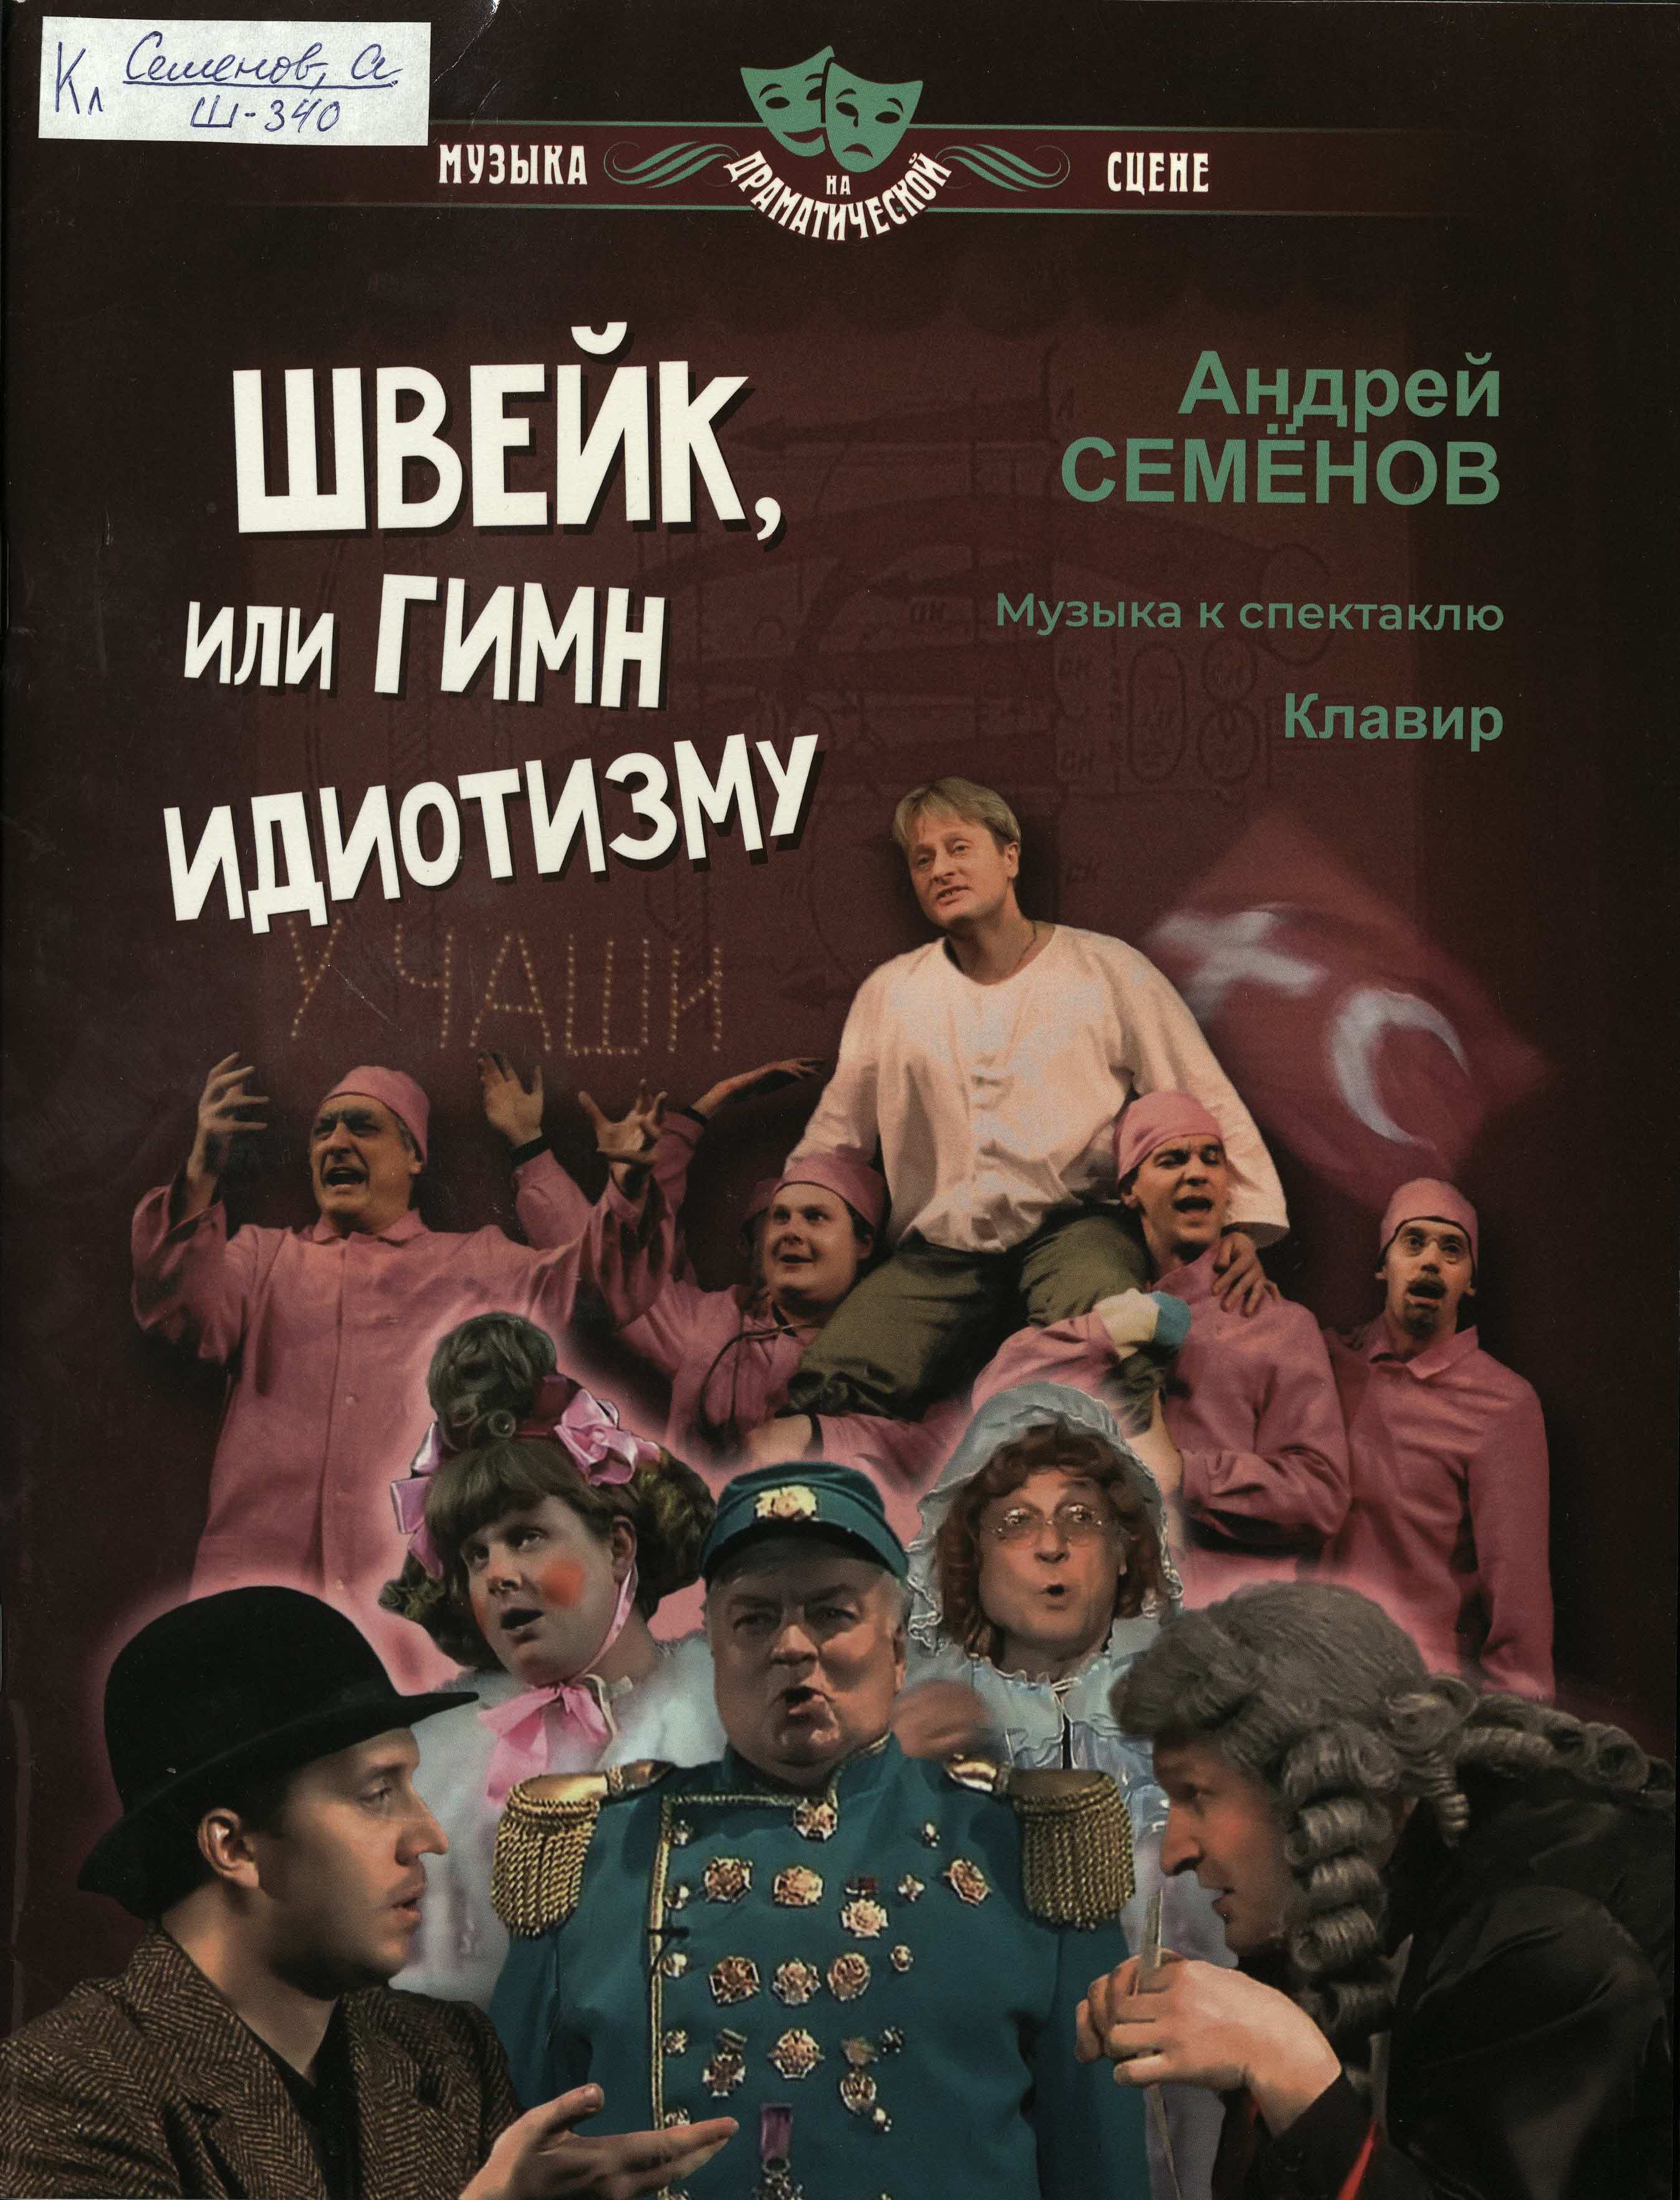 Кл Семенов, А.
Ш-340
МУЗЫКА НА ДРАМАТИЧЕСКОЙ СЦЕНЕ
ШВЕЙК,
ИЛИ ГИМН
ИДИОТИЗМУ
Андрей
СЕМЁНОВ
Музыка к спектаклю
Клавир
У ЧАШИ